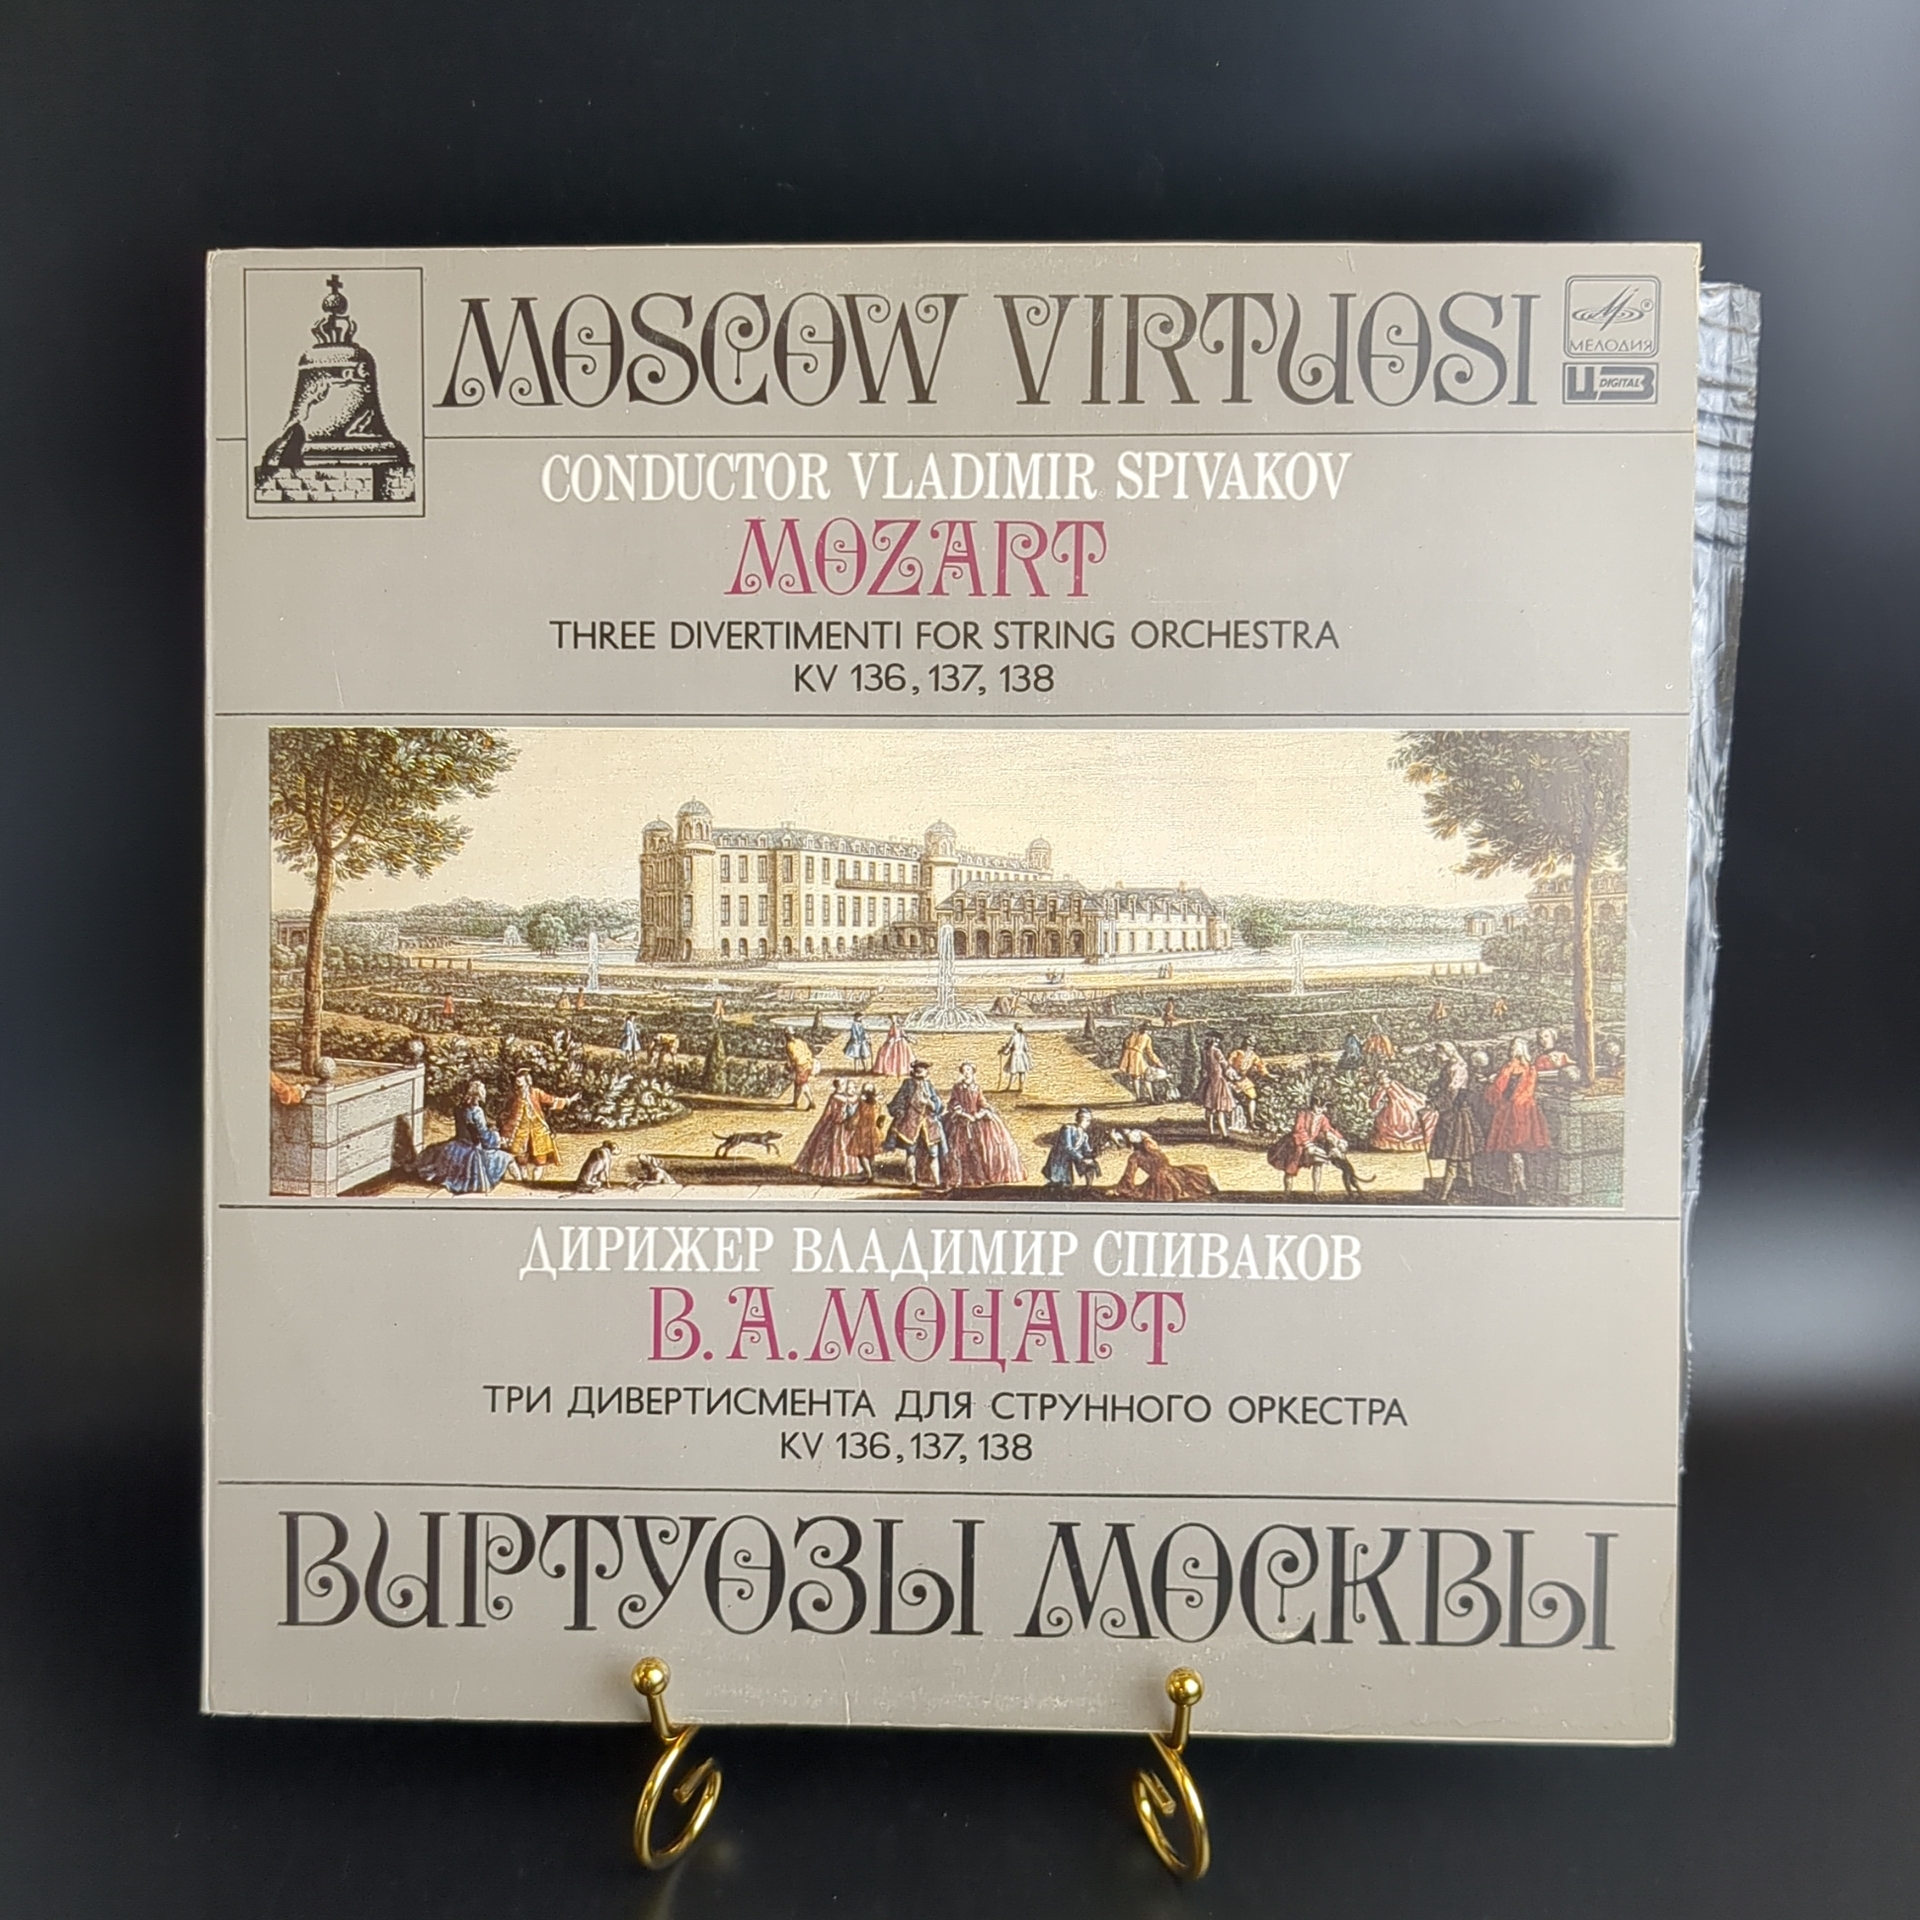 MOSCOW VIRTUOSI
МЕЛОДИЯ
ЦЗ DIGITAL
CONDUCTOR VLADIMIR SPIVAKOV
MOZART
THREE DIVERTIMENTI FOR STRING ORCHESTRA
KV 136, 137, 138
ДИРИЖЕР ВЛАДИМИР СПИВАКОВ
В. А. МОЦАРТ
ТРИ ДИВЕРТИСМЕНТА ДЛЯ СТРУННОГО ОРКЕСТРА
KV 136, 137, 138
ВИРТУОЗЫ МОСКВЫ